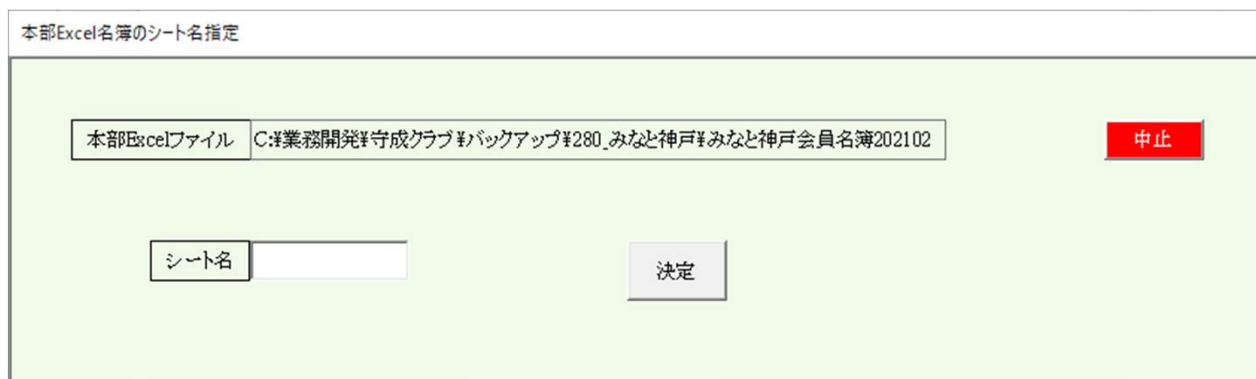 本部Excel名簿のシート名指定
本部Excelファイル C:¥業務開発¥守成クラブ¥バックアップ¥280_みなと神戸¥みなと神戸会員名簿202102 中止
シート名 決定